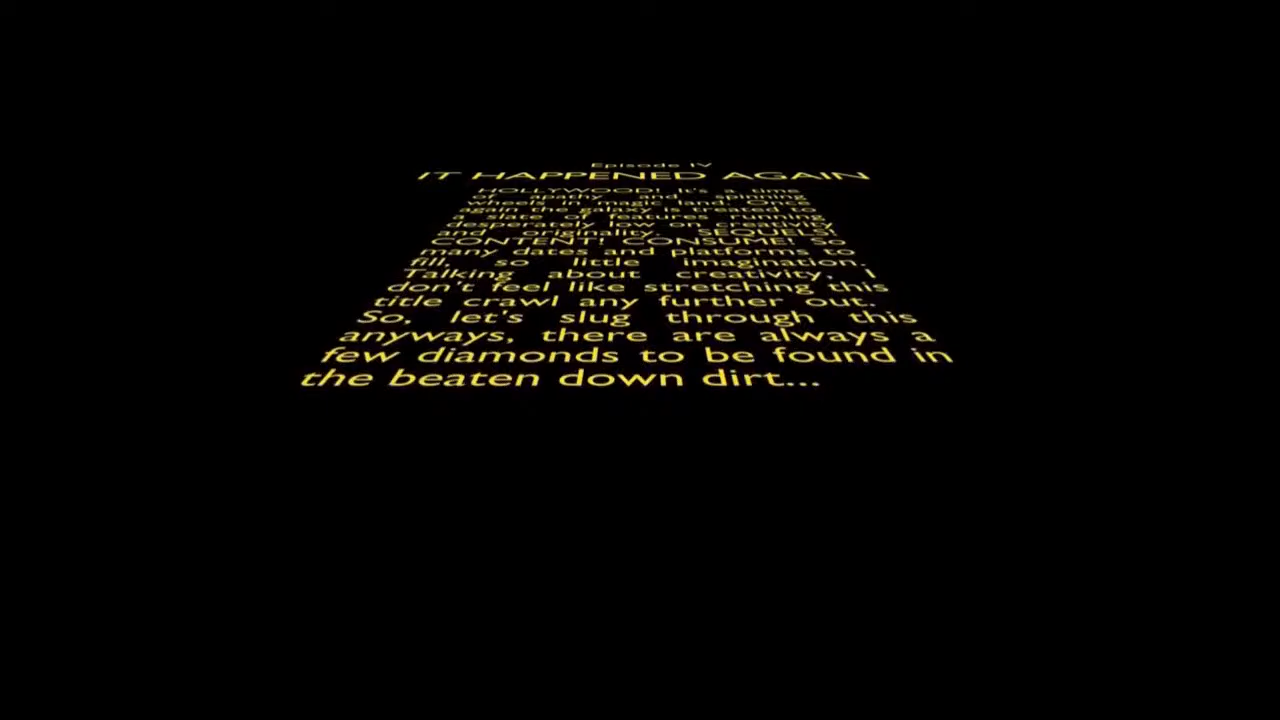 Episode IV
IT HAPPENED AGAIN
HOLLYWOOD! It's a time
of apathy and spinning
wheels in magic land. Once
again the galaxy is treated to
a slate of features running
desperately low on creativity
and originality. SEQUELS!
CONTENT! CONSUME! So
many dates and platforms to
fill, so little imagination.
Talking about creativity, I
don't feel like stretching this
title crawl any further out.
So, let's slug through this
anyways, there are always a
few diamonds to be found in
the beaten down dirt...